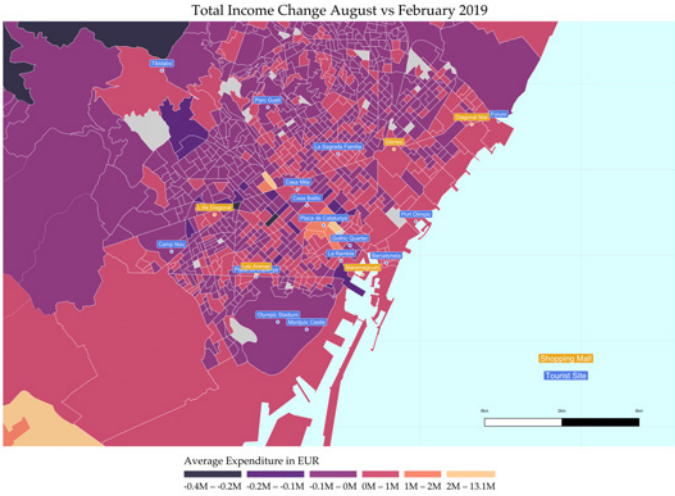 Total Income Change August vs February 2019
Tibidabo
Parc Guell
Diagonal Mar
Forum
Glories
La Sagrada Familia
Casa Mila
Casa Batllo
L'illa Diagonal
Placa de Catalunya
Port Olimpic
Gothic Quarter
Camp Nou
La Rambla
Barceloneta
Maremagnum
Las Arenas
Olympic Stadium
Montjuic Castle
Shopping Mall
Tourist Site
0km 2km 4km
Average Expenditure in EUR
-0.4M – -0.2M -0.2M – -0.1M -0.1M – 0M 0M – 1M 1M – 2M 2M – 13.1M